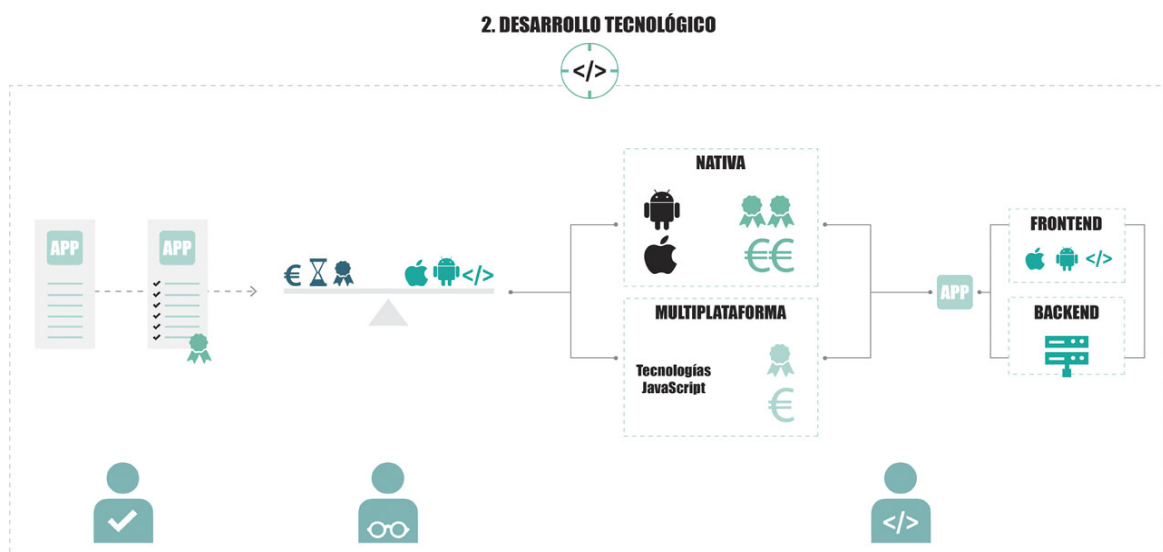 2. DESARROLLO TECNOLÓGICO
</>
APP
APP
€
</>
NATIVA
€€
MULTIPLATAFORMA
Tecnologías
JavaScript
€
APP
FRONTEND
</>
BACKEND
</>